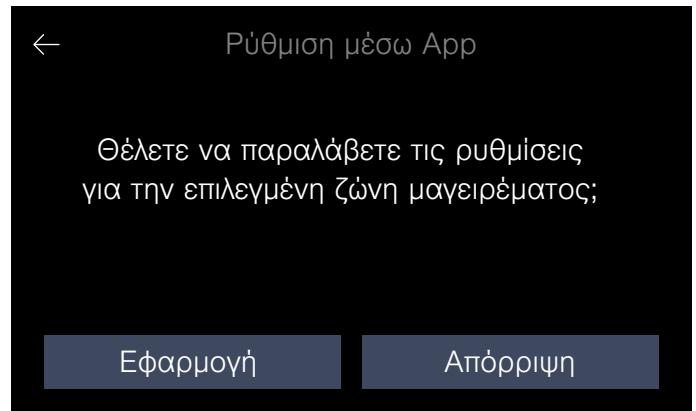 Ρύθμιση μέσω App
Θέλετε να παραλάβετε τις ρυθμίσεις
για την επιλεγμένη ζώνη μαγειρέματος;
Εφαρμογή
Απόρριψη